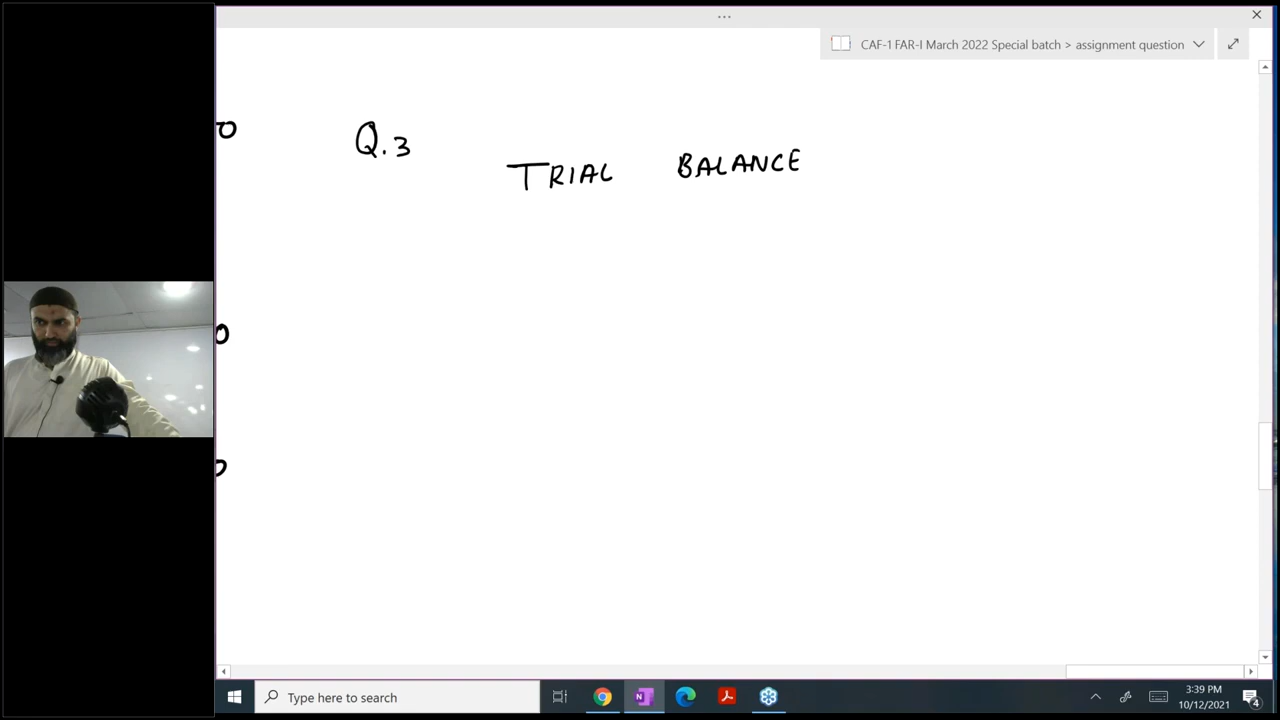 CAF-1 FAR-I March 2022 Special batch > assignment question
Q.3
TRIAL BALANCE
Type here to search
3:39 PM
10/12/2021
4